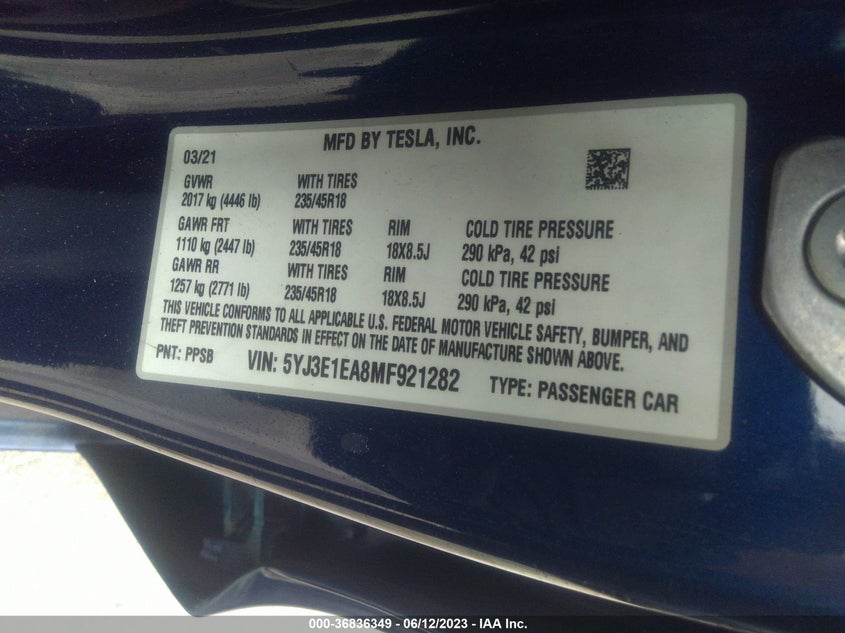 MFD BY TESLA, INC.
03/21
GVWR WITH TIRES
2017 kg (4446 lb) 235/45R18
GAWR FRT WITH TIRES RIM COLD TIRE PRESSURE
1110 kg (2447 lb) 235/45R18 18X8.5J 290 kPa, 42 psi
GAWR RR WITH TIRES RIM COLD TIRE PRESSURE
1257 kg (2771 lb) 235/45R18 18X8.5J 290 kPa, 42 psi
THIS VEHICLE CONFORMS TO ALL APPLICABLE U.S. FEDERAL MOTOR VEHICLE SAFETY, BUMPER, AND
THEFT PREVENTION STANDARDS IN EFFECT ON THE DATE OF MANUFACTURE SHOWN ABOVE.
PNT: PPSB VIN: 5YJ3E1EA8MF921282 TYPE: PASSENGER CAR
000-36836349 - 06/12/2023 - IAA Inc.